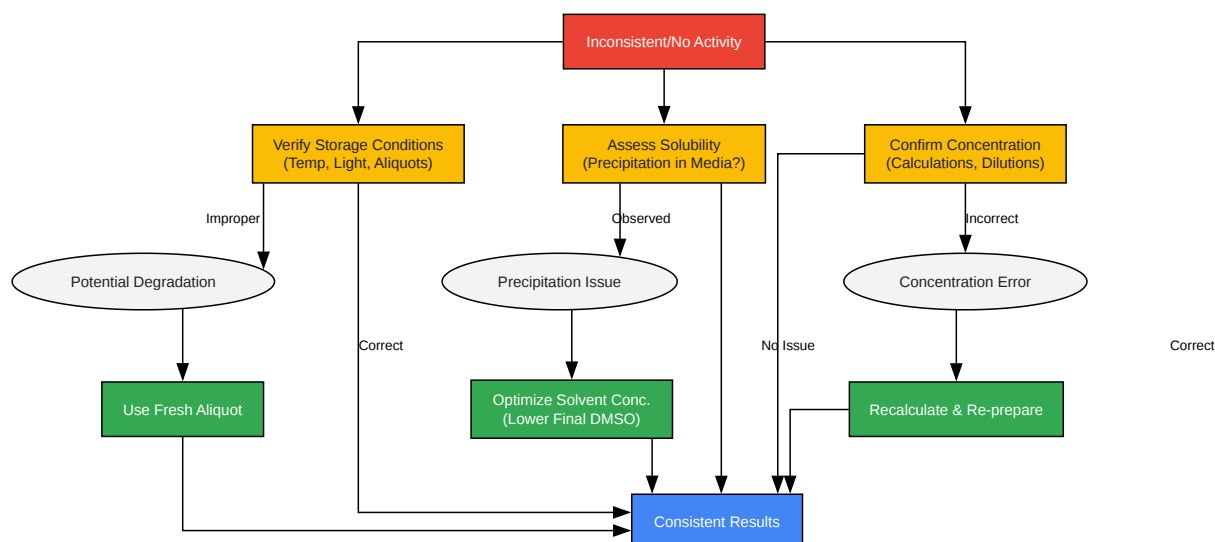 Inconsistent/No Activity
Verify Storage Conditions
(Temp, Light, Aliquots)
Assess Solubility
(Precipitation in Media?)
Confirm Concentration
(Calculations, Dilutions)
Improper
Observed
Incorrect
Potential Degradation
Precipitation Issue
Concentration Error
Correct
No Issue
Correct
Use Fresh Aliquot
Optimize Solvent Conc.
(Lower Final DMSO)
Recalculate & Re-prepare
Consistent Results